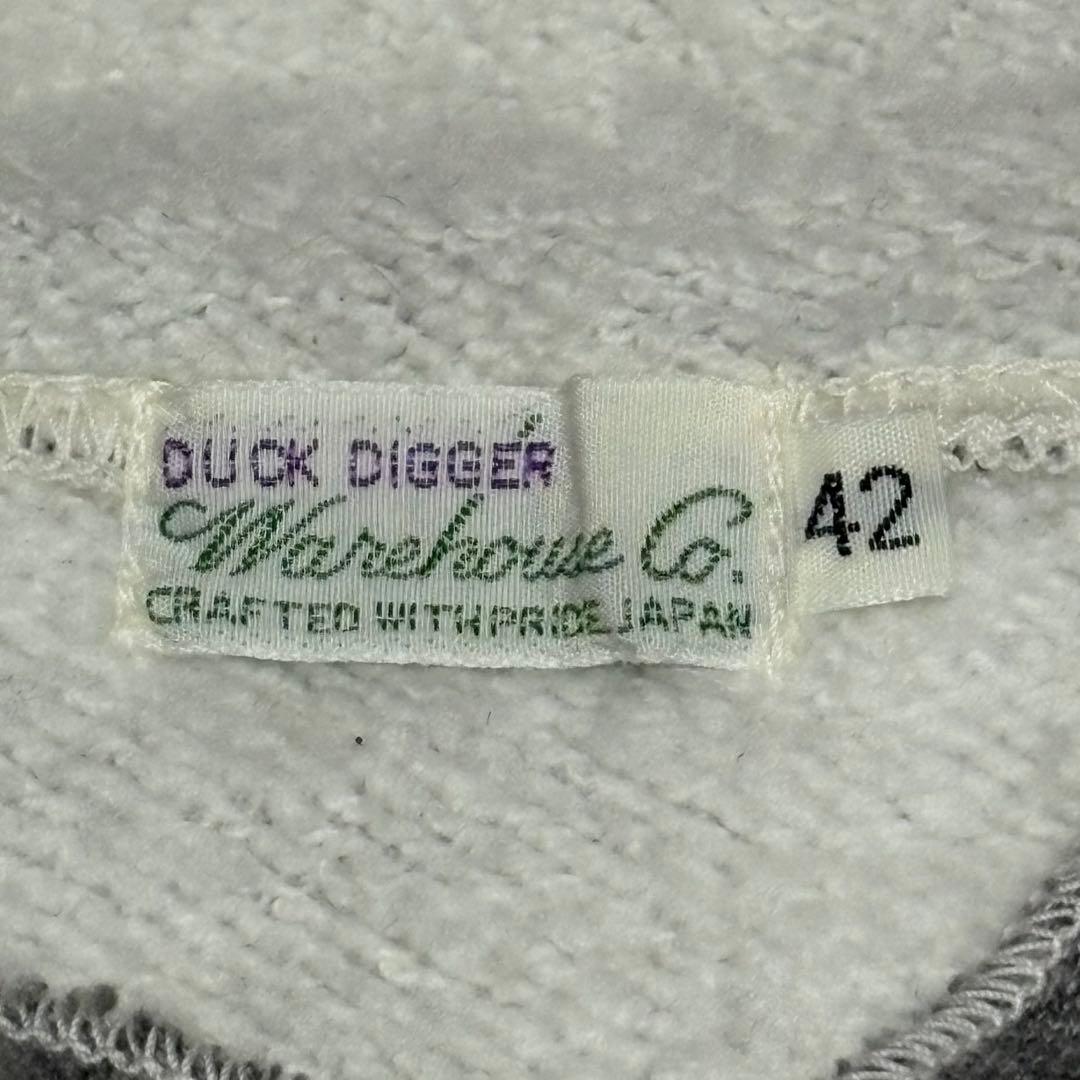 DUCK DIGGER
Warehouse Co.
CRAFTED WITH PRIDE JAPAN
42